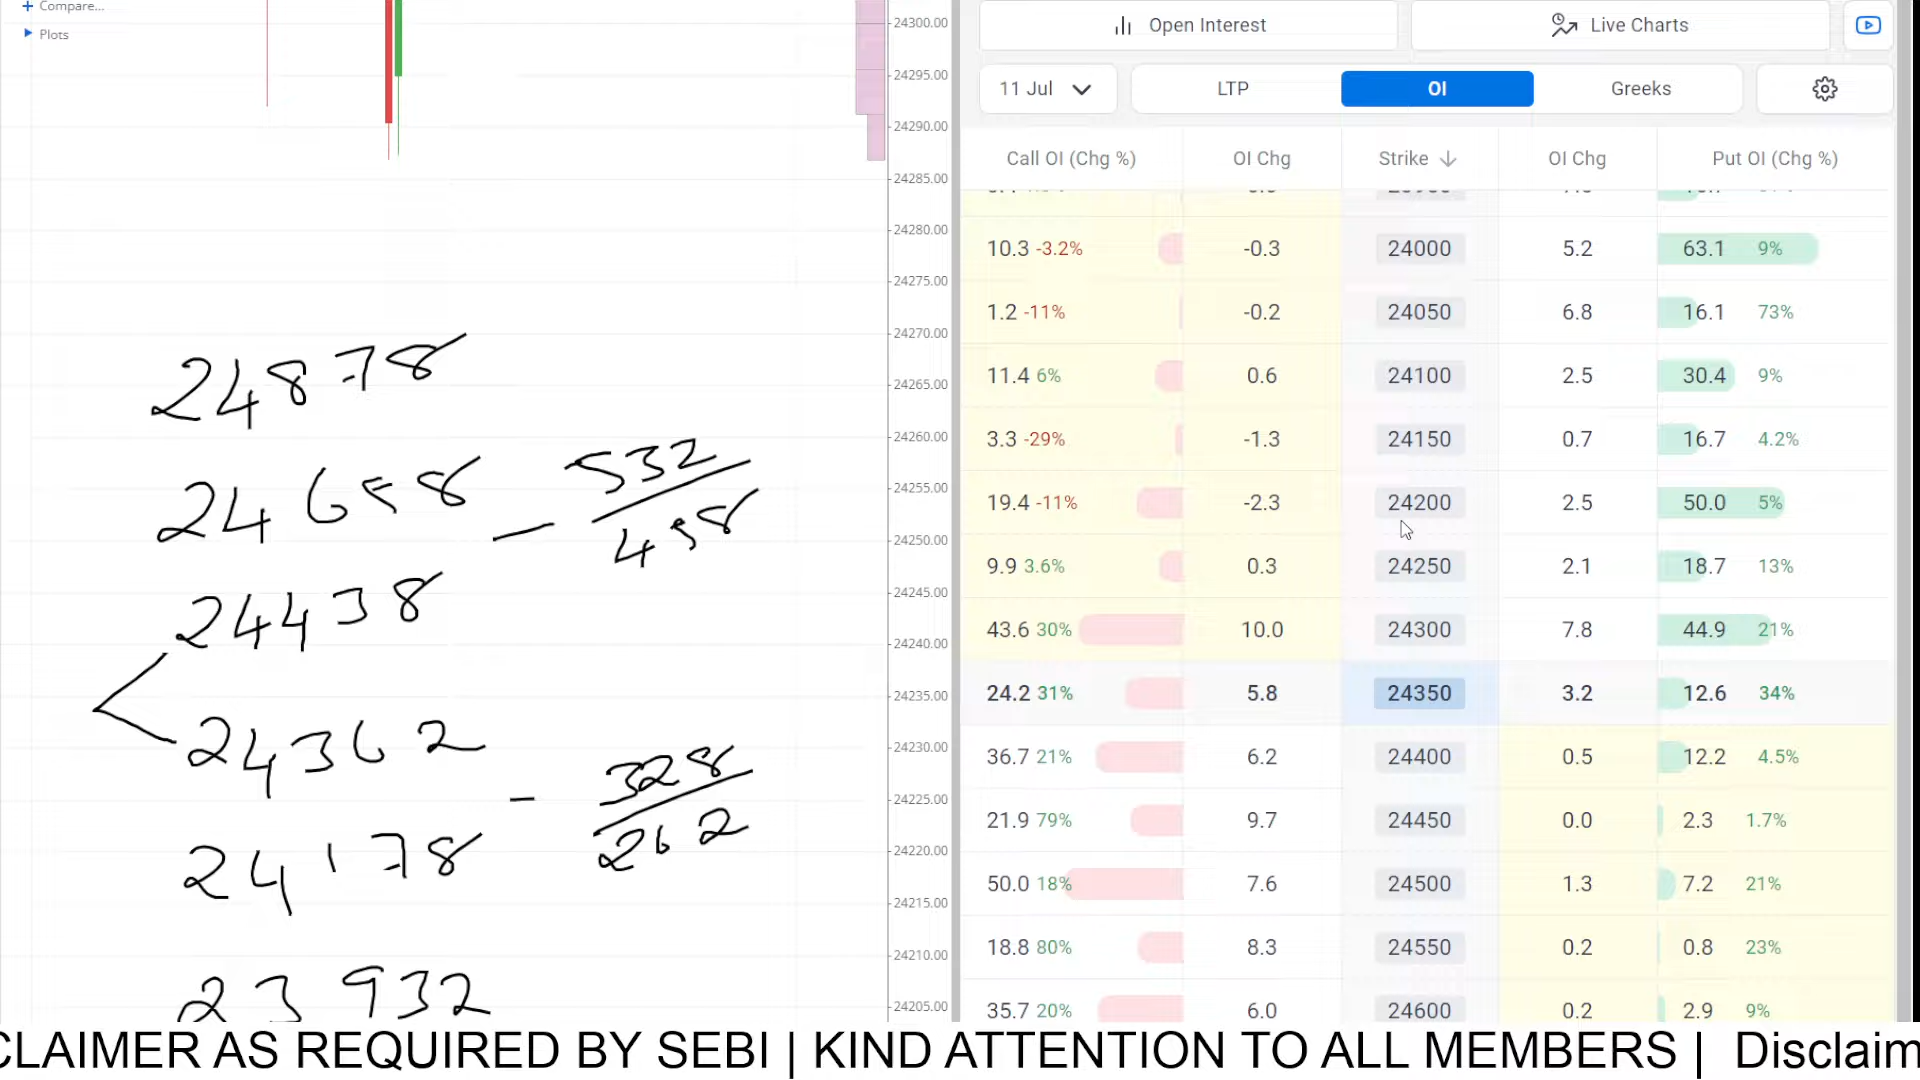 Compare...
Plots
24300.00
24295.00
24290.00
24285.00
24280.00
24275.00
24270.00
24265.00
24260.00
24255.00
24250.00
24245.00
24240.00
24235.00
24230.00
24225.00
24220.00
24215.00
24210.00
24205.00
24878
24658 - 532
458
24438
24362
24178 - 328
262
23932
Open Interest Live Charts
11 Jul LTP OI Greeks
Call OI (Chg %) OI Chg Strike OI Chg Put OI (Chg %)
10.3 -3.2% -0.3 24000 5.2 63.1 9%
1.2 -11% -0.2 24050 6.8 16.1 73%
11.4 6% 0.6 24100 2.5 30.4 9%
3.3 -29% -1.3 24150 0.7 16.7 4.2%
19.4 -11% -2.3 24200 2.5 50.0 5%
9.9 3.6% 0.3 24250 2.1 18.7 13%
43.6 30% 10.0 24300 7.8 44.9 21%
24.2 31% 5.8 24350 3.2 12.6 34%
36.7 21% 6.2 24400 0.5 12.2 4.5%
21.9 79% 9.7 24450 0.0 2.3 1.7%
50.0 18% 7.6 24500 1.3 7.2 21%
18.8 80% 8.3 24550 0.2 0.8 23%
35.7 20% 6.0 24600 0.2 2.9 9%
CLAIMER AS REQUIRED BY SEBI | KIND ATTENTION TO ALL MEMBERS | Disclaim